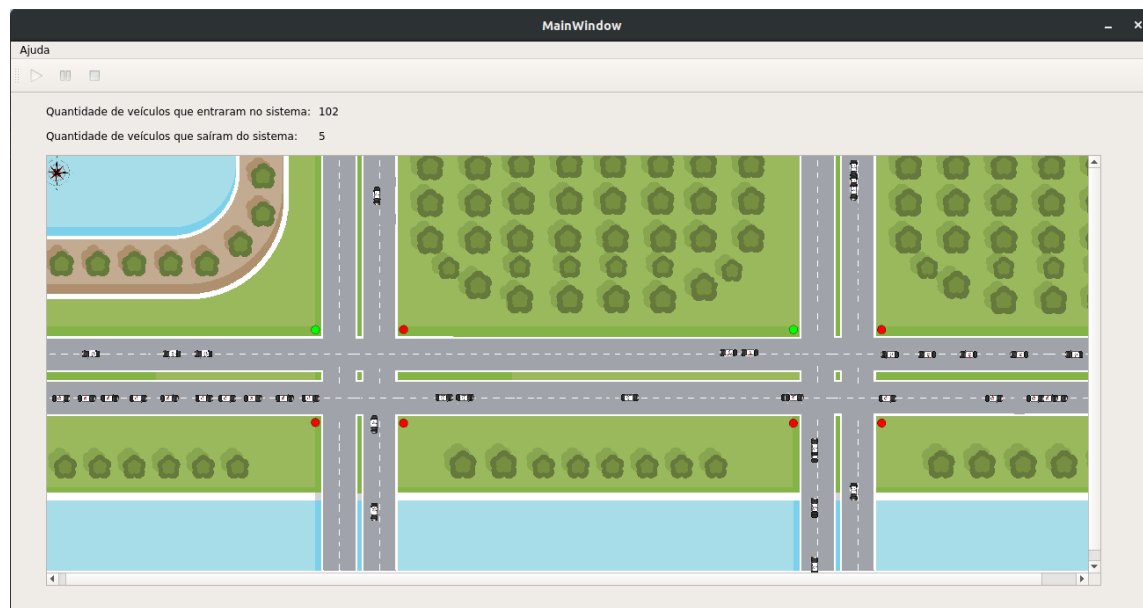 MainWindow
Ajuda
Quantidade de veículos que entraram no sistema: 102
Quantidade de veículos que saíram do sistema: 5